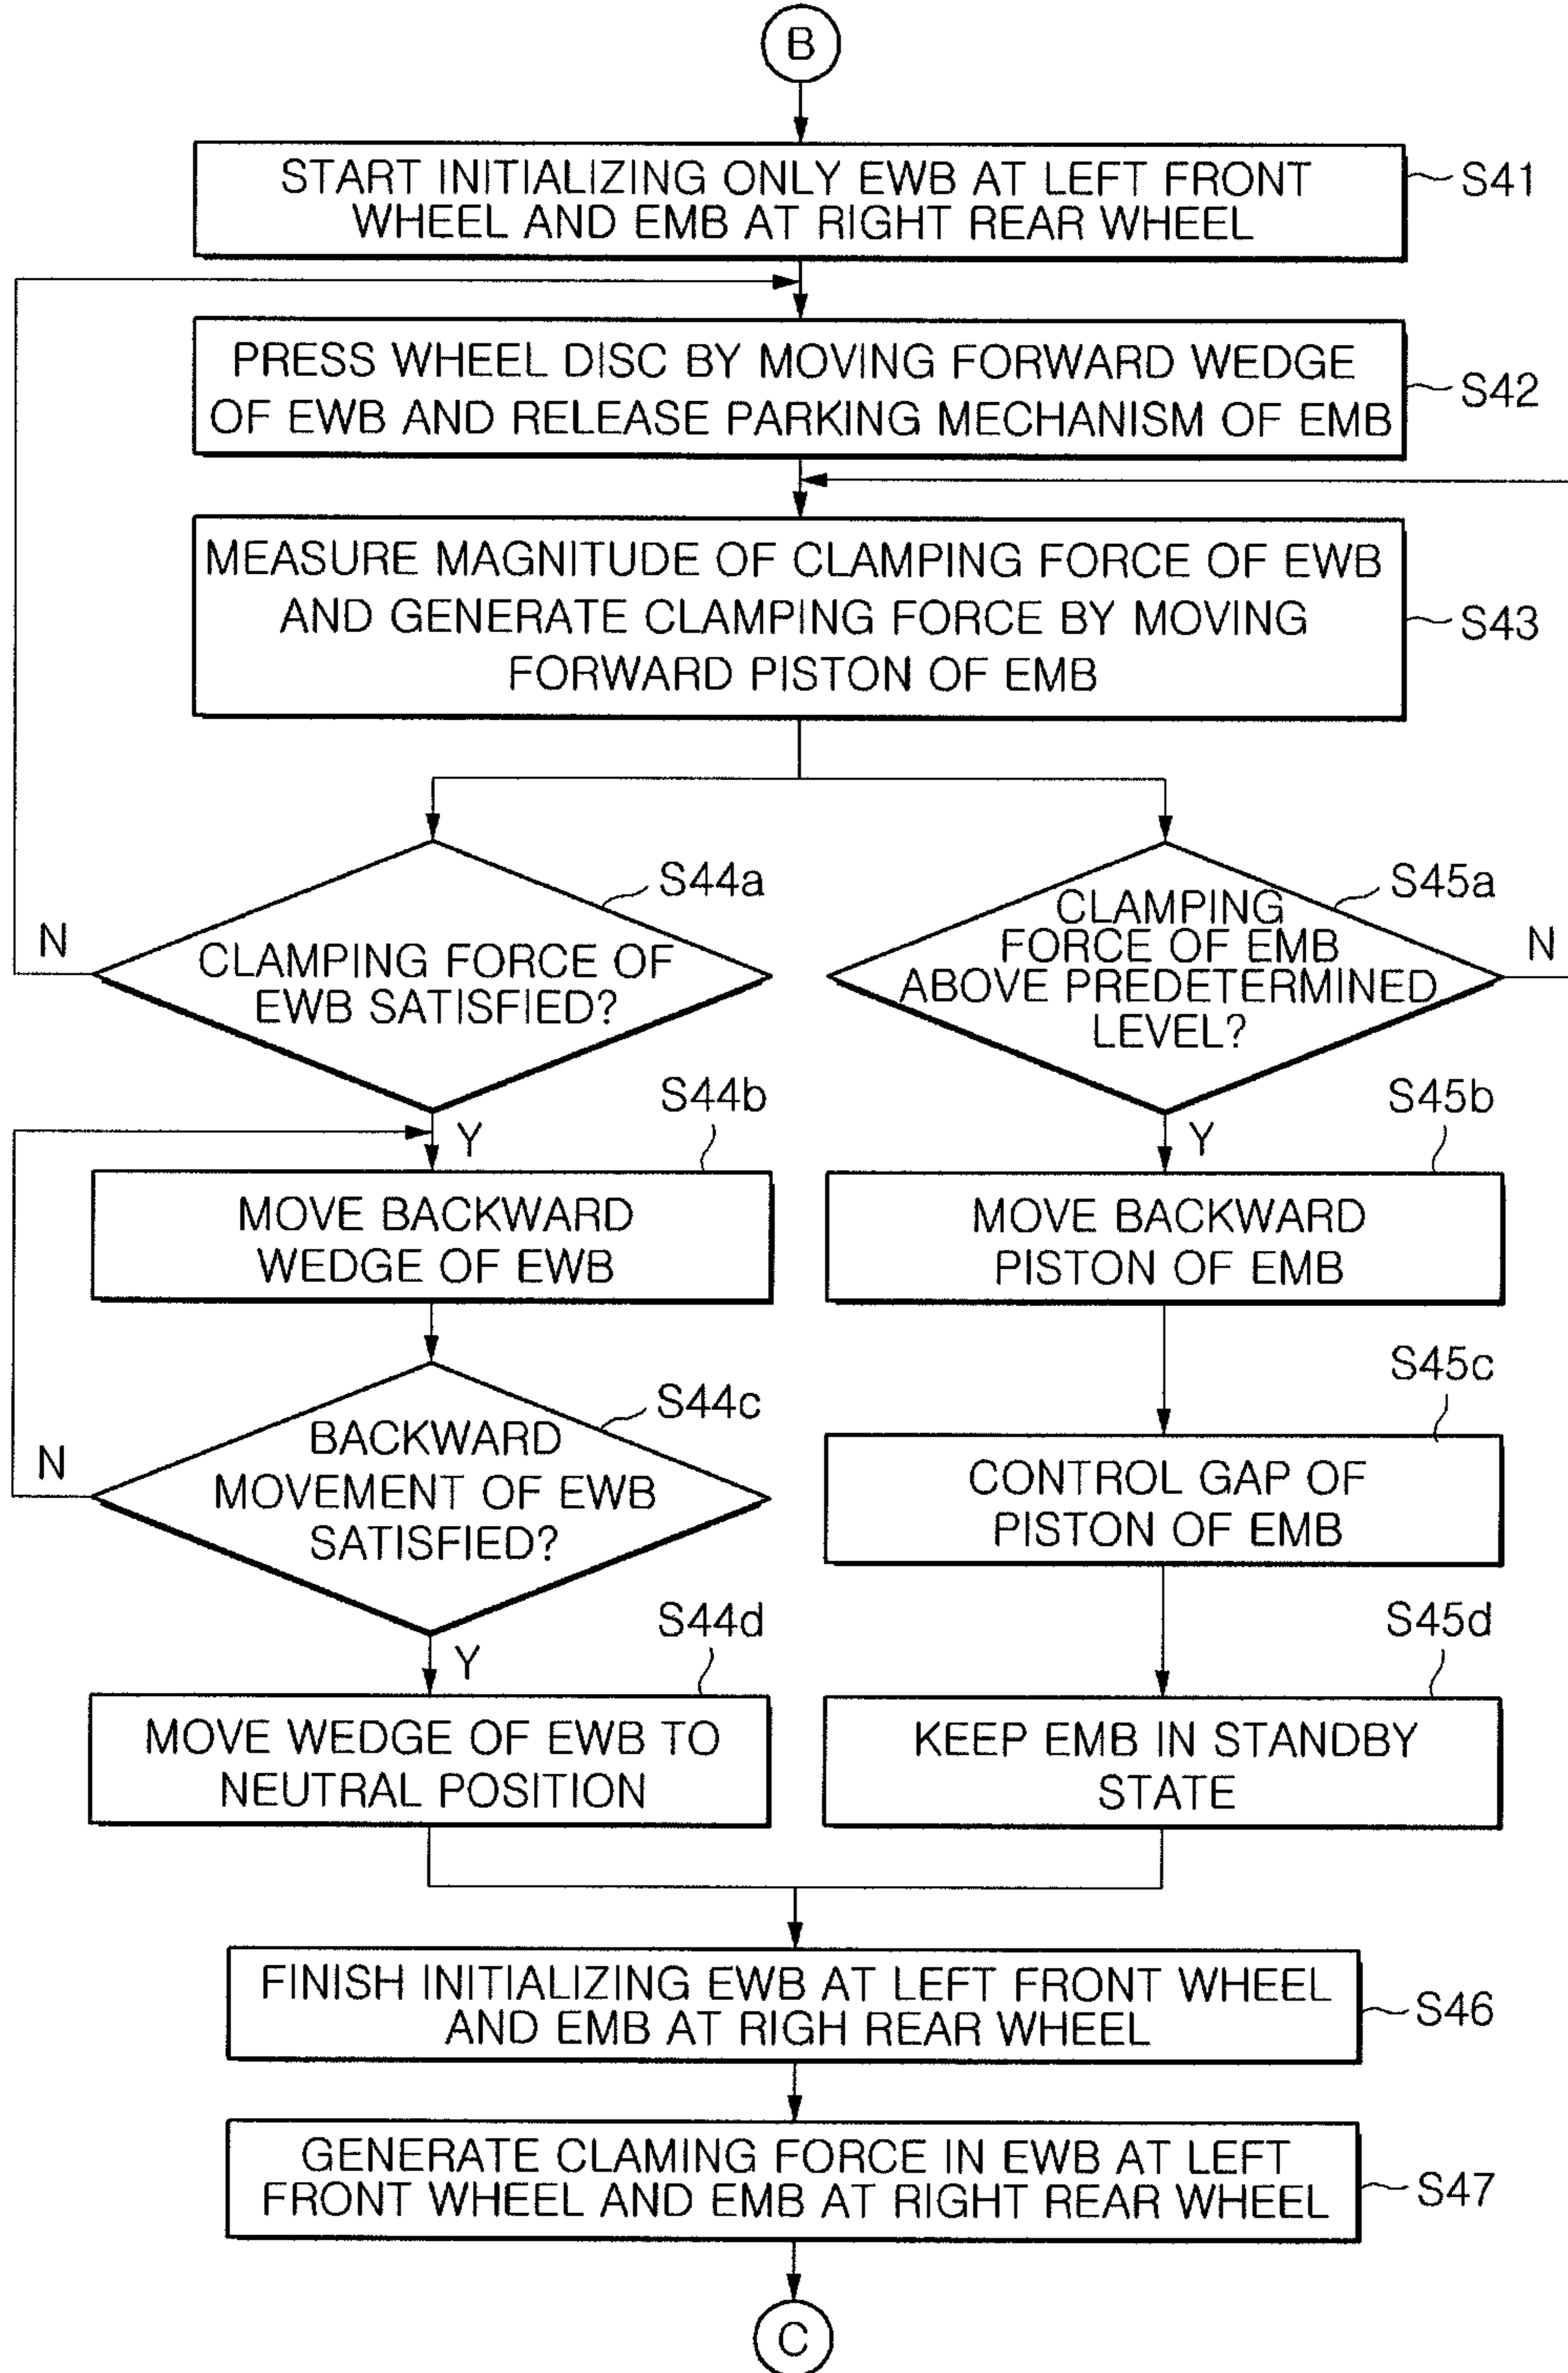 B
START INITIALIZING ONLY EWB AT LEFT FRONT
WHEEL AND EMB AT RIGHT REAR WHEEL
S41
PRESS WHEEL DISC BY MOVING FORWARD WEDGE
OF EWB AND RELEASE PARKING MECHANISM OF EMB
S42
MEASURE MAGNITUDE OF CLAMPING FORCE OF EWB
AND GENERATE CLAMPING FORCE BY MOVING
FORWARD PISTON OF EMB
S43
S44a
N
CLAMPING FORCE OF
EWB SATISFIED?
Y
S45a
CLAMPING
FORCE OF EMB
ABOVE PREDETERMINED
LEVEL?
N
Y
S44b
MOVE BACKWARD
WEDGE OF EWB
S45b
MOVE BACKWARD
PISTON OF EMB
S44c
N
BACKWARD
MOVEMENT OF EWB
SATISFIED?
Y
S45c
CONTROL GAP OF
PISTON OF EMB
S44d
MOVE WEDGE OF EWB TO
NEUTRAL POSITION
S45d
KEEP EMB IN STANDBY
STATE
FINISH INITIALIZING EWB AT LEFT FRONT WHEEL
AND EMB AT RIGH REAR WHEEL
S46
GENERATE CLAMING FORCE IN EWB AT LEFT
FRONT WHEEL AND EMB AT RIGHT REAR WHEEL
S47
C